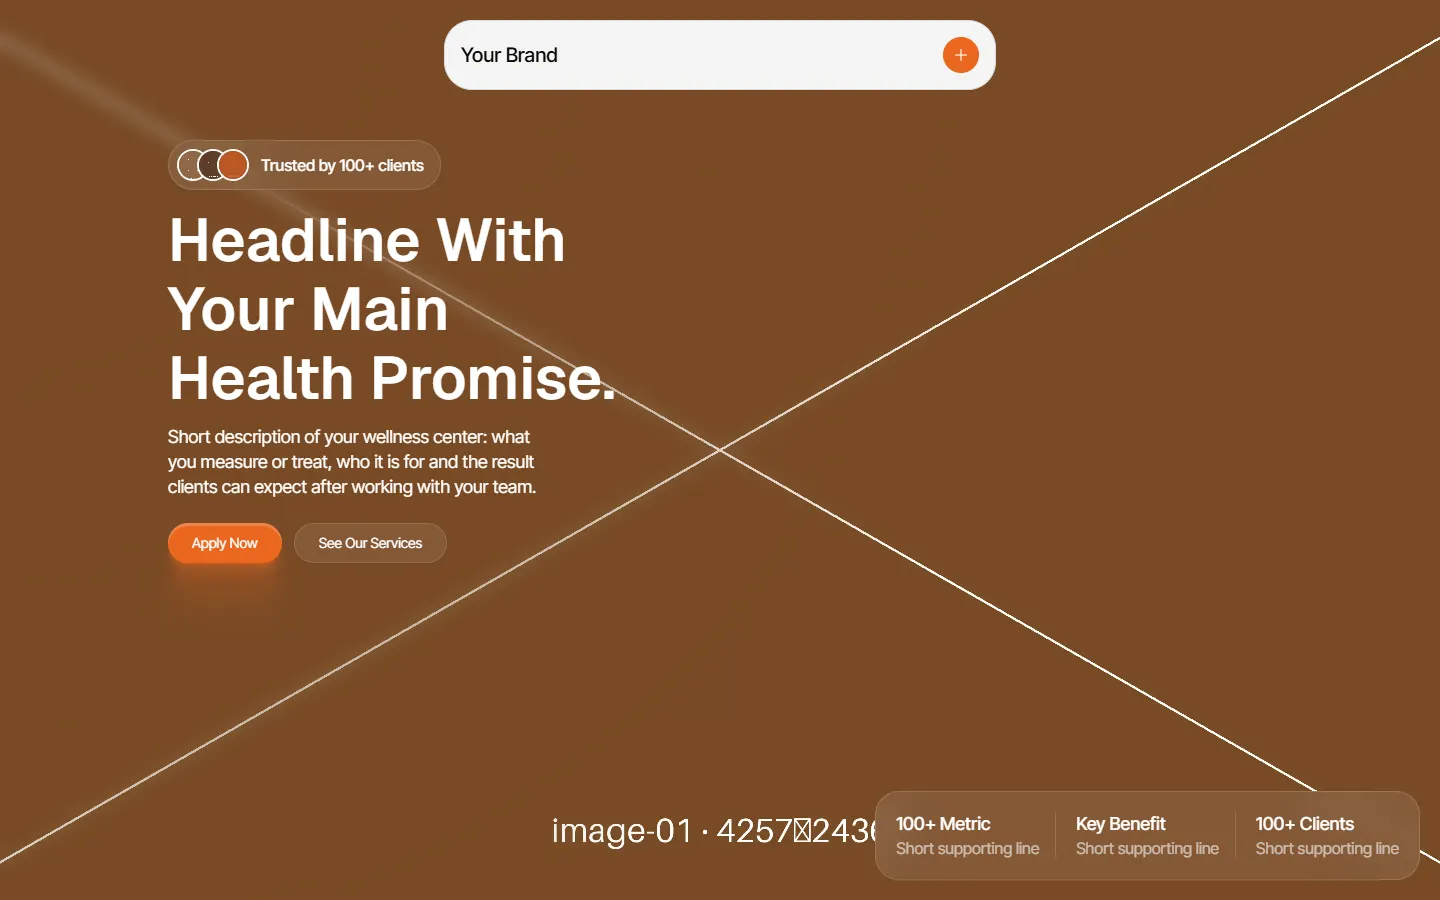 Your Brand
Trusted by 100+ clients
Headline With
Your Main
Health Promise.
Short description of your wellness center: what
you measure or treat, who it is for and the result
clients can expect after working with your team.
Apply Now
See Our Services
image-01 · 4257
100+ Metric
Short supporting line
Key Benefit
Short supporting line
100+ Clients
Short supporting line